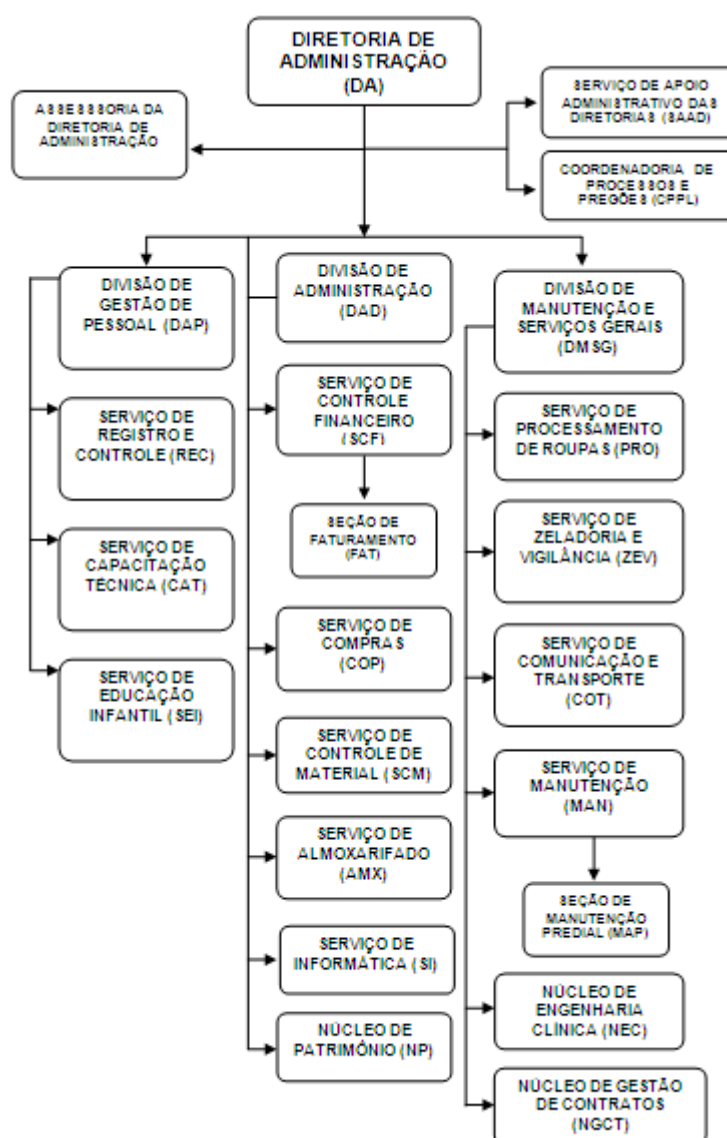 DIRETORIA DE
ADMINISTRAÇÃO
(DA)
ASSESSSORIA DA
DIRETORIA DE
ADMINISTRAÇÃO
SERVIÇO DE APOIO
ADMINISTRATIVO DAS
DIRETORIAS (SAAD)
COORDENADORIA DE
PROCESSOS E
PREGÕES (CPPL)
DIVISÃO DE
GESTÃO DE
PESSOAL (DAP)
SERVIÇO DE
REGISTRO E
CONTROLE (REC)
SERVIÇO DE
CAPACITAÇÃO
TÉCNICA (CAT)
SERVIÇO DE
EDUCAÇÃO
INFANTIL (SEI)
DIVISÃO DE
ADMINISTRAÇÃO
(DAD)
SERVIÇO DE
CONTROLE
FINANCEIRO
(SCF)
SEÇÃO DE
FATURAMENTO
(FAT)
SERVIÇO DE
COMPRAS
(COP)
SERVIÇO DE
CONTROLE DE
MATERIAL (SCM)
SERVIÇO DE
ALMOXARIFADO
(AMX)
SERVIÇO DE
INFORMÁTICA (SI)
NÚCLEO DE
PATRIMÔNIO (NP)
DIVISÃO DE
MANUTENÇÃO E
SERVIÇOS GERAIS
(DMSG)
SERVIÇO DE
PROCESSAMENTO
DE ROUPAS (PRO)
SERVIÇO DE
ZELADORIA E
VIGILÂNCIA (ZEV)
SERVIÇO DE
COMUNICAÇÃO E
TRANSPORTE
(COT)
SERVIÇO DE
MANUTENÇÃO
(MAN)
SEÇÃO DE
MANUTENÇÃO
PREDIAL (MAP)
NÚCLEO DE
ENGENHARIA
CLÍNICA (NEC)
NÚCLEO DE GESTÃO
DE CONTRATOS
(NGCT)